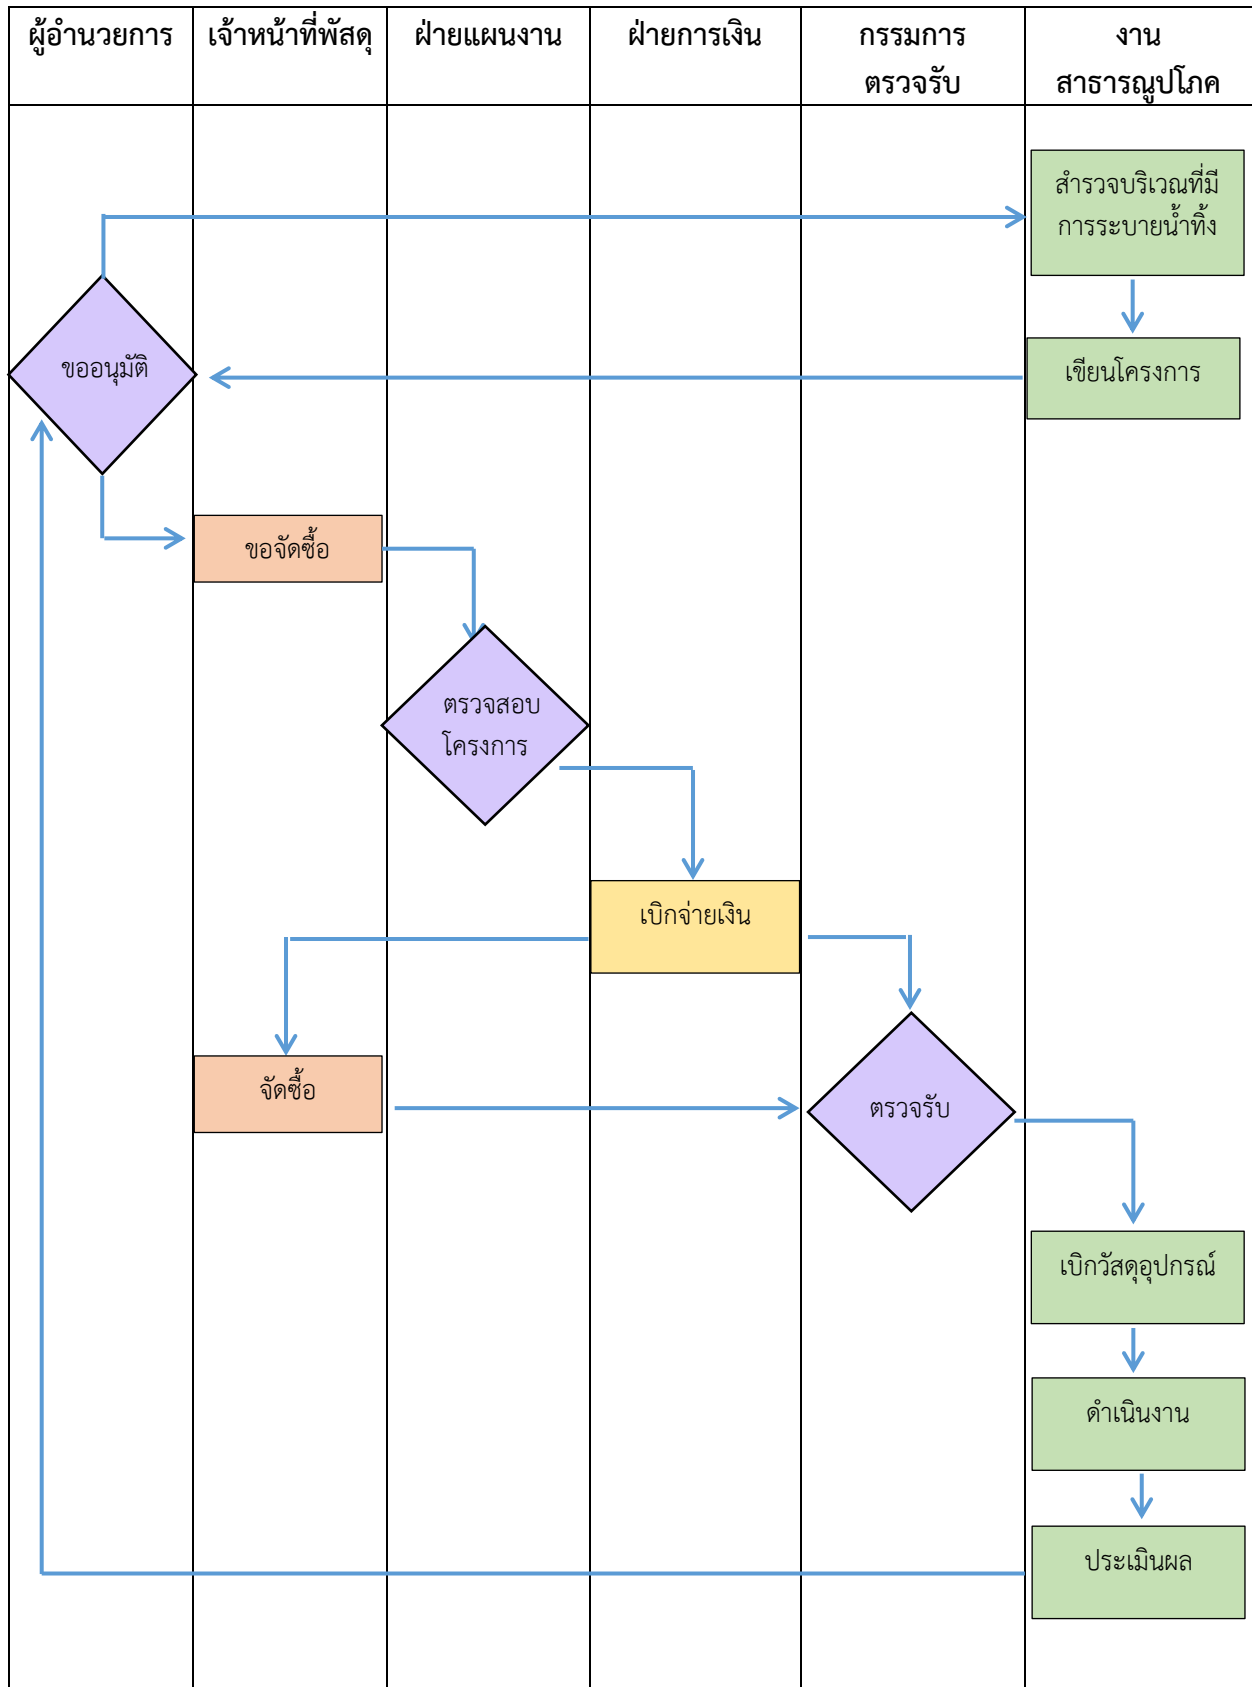 ผู้อำนวยการ
เจ้าหน้าที่พัสดุ
ฝ่ายแผนงาน
ฝ่ายการเงิน
กรรมการ
ตรวจรับ
งาน
สาธารณูปโภค
สำรวจบริเวณที่มี
การระบายน้ำทิ้ง
ขออนุมัติ
เขียนโครงการ
ขอจัดซื้อ
ตรวจสอบ
โครงการ
เบิกจ่ายเงิน
จัดซื้อ
ตรวจรับ
เบิกวัสดุอุปกรณ์
ดำเนินงาน
ประเมินผล